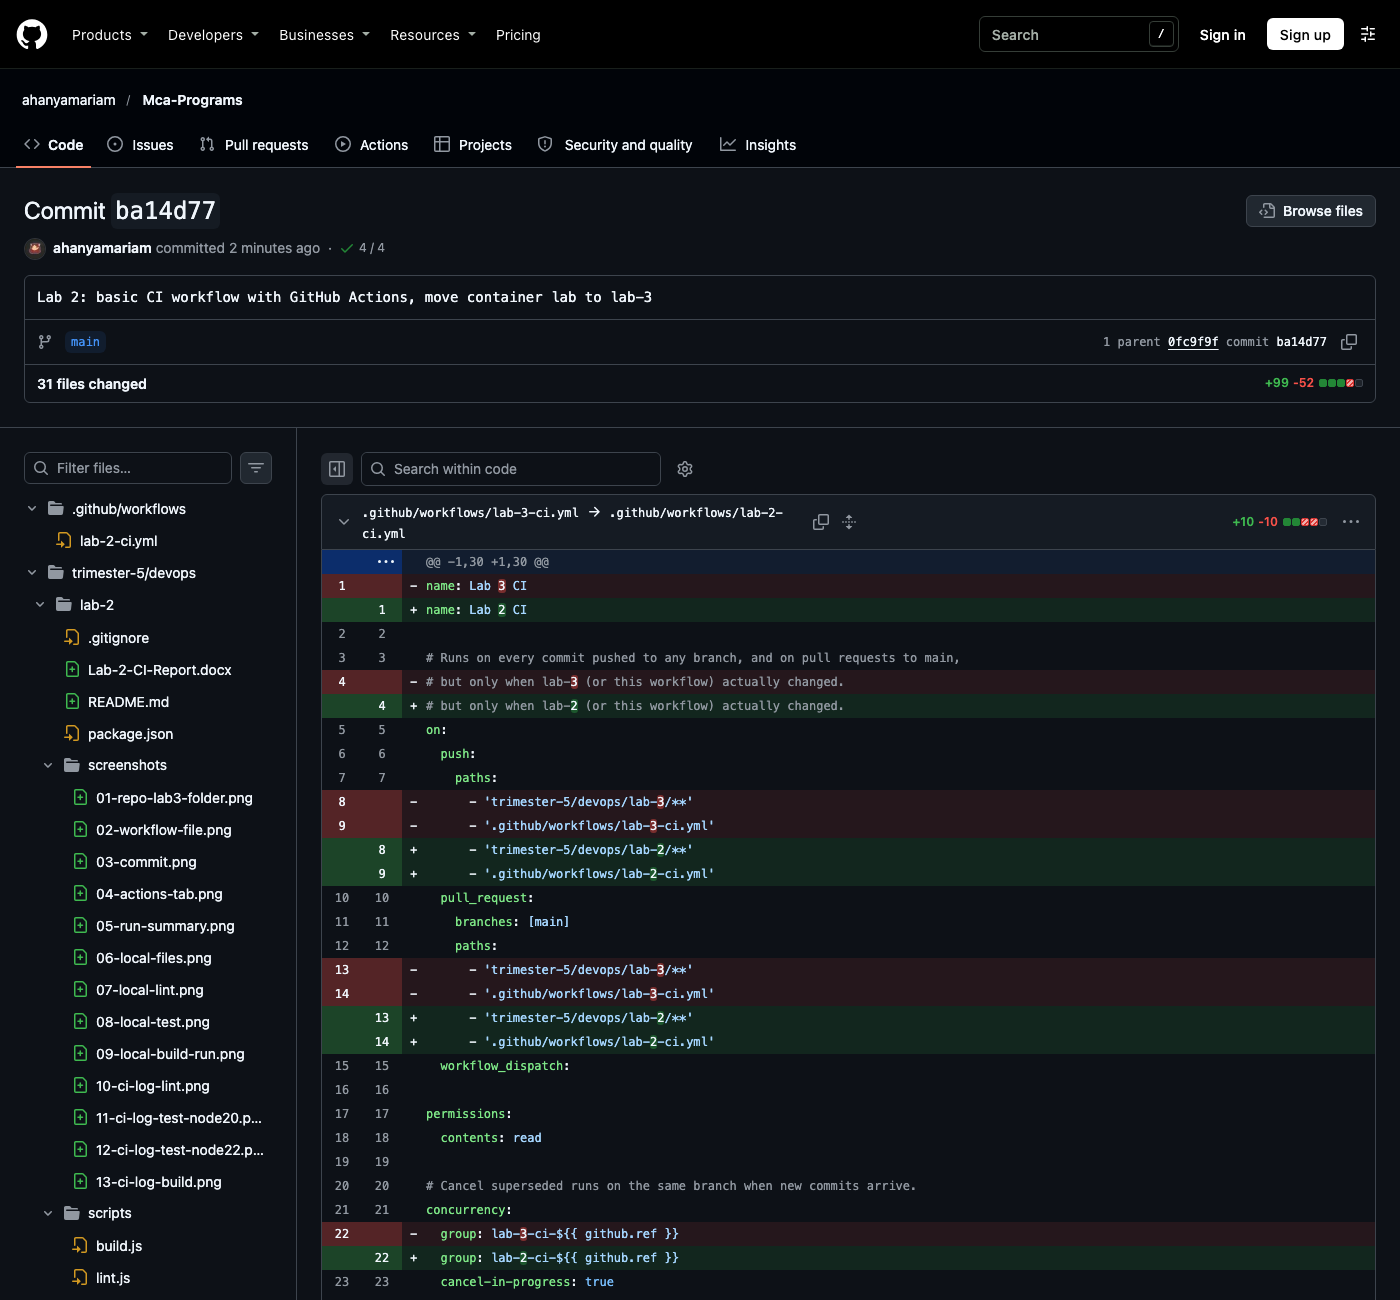 Products Developers Businesses Resources Pricing Search / Sign in Sign up
ahanyamariam / Mca-Programs
Code Issues Pull requests Actions Projects Security and quality Insights
Commit ba14d77 Browse files
ahanyamariam committed 2 minutes ago · 4 / 4
Lab 2: basic CI workflow with GitHub Actions, move container lab to lab-3
main 1 parent 0fc9f9f commit ba14d77
31 files changed +99 -52
Filter files...
.github/workflows
lab-2-ci.yml
trimester-5/devops
lab-2
.gitignore
Lab-2-CI-Report.docx
README.md
package.json
screenshots
01-repo-lab3-folder.png
02-workflow-file.png
03-commit.png
04-actions-tab.png
05-run-summary.png
06-local-files.png
07-local-lint.png
08-local-test.png
09-local-build-run.png
10-ci-log-lint.png
11-ci-log-test-node20.p...
12-ci-log-test-node22.p...
13-ci-log-build.png
scripts
build.js
lint.js
Search within code
.github/workflows/lab-3-ci.yml → .github/workflows/lab-2-
ci.yml +10 -10
@@ -1,30 +1,30 @@
1 - name: Lab 3 CI
1 + name: Lab 2 CI
2 2
3 3 # Runs on every commit pushed to any branch, and on pull requests to main,
4 - # but only when lab-3 (or this workflow) actually changed.
4 + # but only when lab-2 (or this workflow) actually changed.
5 5 on:
6 6 push:
7 7 paths:
8 - - 'trimester-5/devops/lab-3/**'
9 - - '.github/workflows/lab-3-ci.yml'
8 + - 'trimester-5/devops/lab-2/**'
9 + - '.github/workflows/lab-2-ci.yml'
10 10 pull_request:
11 11 branches: [main]
12 12 paths:
13 - - 'trimester-5/devops/lab-3/**'
14 - - '.github/workflows/lab-3-ci.yml'
13 + - 'trimester-5/devops/lab-2/**'
14 + - '.github/workflows/lab-2-ci.yml'
15 15 workflow_dispatch:
16 16
17 17 permissions:
18 18 contents: read
19 19
20 20 # Cancel superseded runs on the same branch when new commits arrive.
21 21 concurrency:
22 - group: lab-3-ci-${{ github.ref }}
22 + group: lab-2-ci-${{ github.ref }}
23 23 cancel-in-progress: true